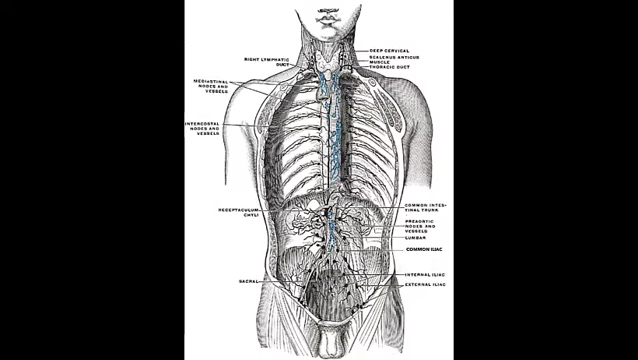 DEEP CERVICAL
SCALENUS ANTICUS
MUSCLE
THORACIC DUCT
RIGHT LYMPHATIC
DUCT
MEDIASTINAL
NODES AND
VESSELS
INTERCOSTAL
NODES AND
VESSELS
RECEPTACULUM
CHYLI
COMMON INTES-
TINAL TRUNK
PREAORTIC
NODES AND
VESSELS
LUMBAR
COMMON ILIAC
SACRAL
INTERNAL ILIAC
EXTERNAL ILIAC